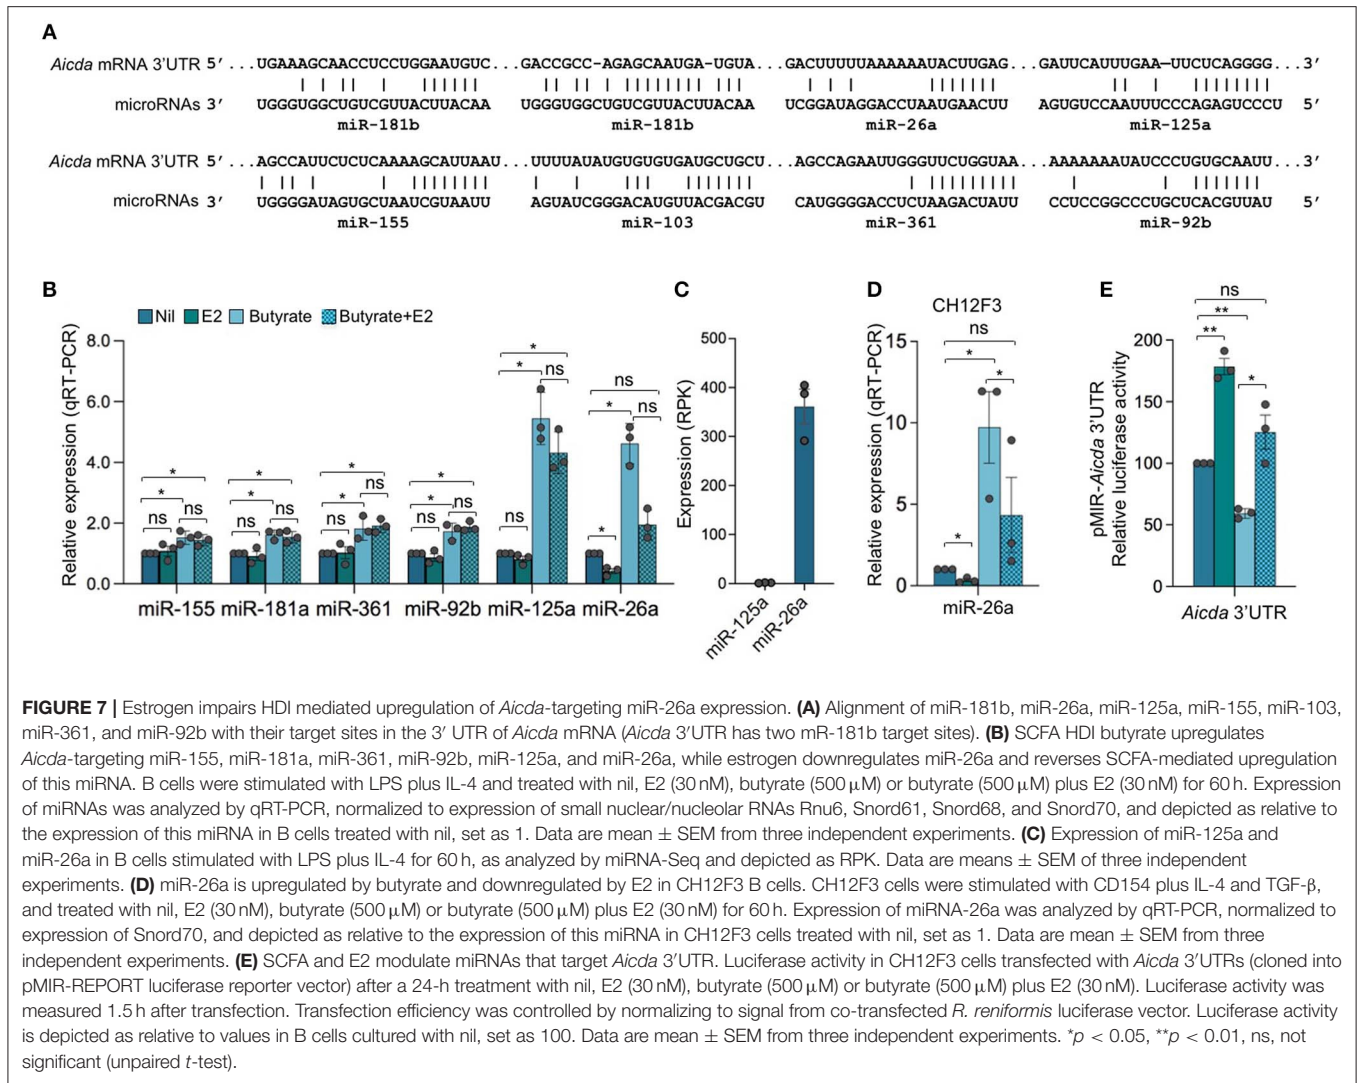 A
Aicda mRNA 3′UTR 5′ ...UGAAAGCAACCUCCUGGAAUGUC...GACCGCC-AGAGCAAUGA-UGUA...GACUUUUUAAAAAAUACUUGAG...GAUUCAUUUGAA—UUCUCAGGGG...3′
microRNAs 3′ UGGGUGGCUGUCGUUACUUACAA UGGGUGGCUGUCGUUACUUACAA UCGGAUAGGACCUAAUGAACUU AGUGUCCAAUUUCCCAGAGUCCCU 5′
miR-181b miR-181b miR-26a miR-125a
Aicda mRNA 3′UTR 5′ ...AGCCAUUCUCUCAAAAGCAUUAAU...UUUUAUAUGUGUGUGAUGCUGCU...AGCCAGAAUUGGGUUCUGGUAA...AAAAAAAUAUCCCUGUGCAAUU...3′
microRNAs 3′ UGGGGAUAGUGCUAAUCGUAAUU AGUAUCGGGACAUGUUACGACGU CAUGGGGACCUCUAAGACUAUU CCUCCGGCCCUGCUCACGUUAU 5′
miR-155 miR-103 miR-361 miR-92b
B
Nil E2 Butyrate Butyrate+E2
Relative expression (qRT-PCR)
8.0
6.0
4.0
2.0
0.0
* * ns ns
* * ns ns
* * ns ns
* * ns ns
* * ns ns
ns * ns *
miR-155 miR-181a miR-361 miR-92b miR-125a miR-26a
C
Expression (RPK)
500
400
300
200
100
0
miR-125a miR-26a
D
CH12F3
Relative expression (qRT-PCR)
15
10
5
0
ns
*
*
*
miR-26a
E
pMIR-Aicda 3′UTR
Relative luciferase activity
200
150
100
50
0
ns
**
**
*
Aicda 3′UTR
FIGURE 7 | Estrogen impairs HDI mediated upregulation of Aicda-targeting miR-26a expression. (A) Alignment of miR-181b, miR-26a, miR-125a, miR-155, miR-103,
miR-361, and miR-92b with their target sites in the 3′ UTR of Aicda mRNA (Aicda 3′UTR has two mR-181b target sites). (B) SCFA HDI butyrate upregulates
Aicda-targeting miR-155, miR-181a, miR-361, miR-92b, miR-125a, and miR-26a, while estrogen downregulates miR-26a and reverses SCFA-mediated upregulation
of this miRNA. B cells were stimulated with LPS plus IL-4 and treated with nil, E2 (30 nM), butyrate (500 μM) or butyrate (500 μM) plus E2 (30 nM) for 60 h. Expression
of miRNAs was analyzed by qRT-PCR, normalized to expression of small nuclear/nucleolar RNAs Rnu6, Snord61, Snord68, and Snord70, and depicted as relative to
the expression of this miRNA in B cells treated with nil, set as 1. Data are mean ± SEM from three independent experiments. (C) Expression of miR-125a and
miR-26a in B cells stimulated with LPS plus IL-4 for 60 h, as analyzed by miRNA-Seq and depicted as RPK. Data are means ± SEM of three independent
experiments. (D) miR-26a is upregulated by butyrate and downregulated by E2 in CH12F3 B cells. CH12F3 cells were stimulated with CD154 plus IL-4 and TGF-β,
and treated with nil, E2 (30 nM), butyrate (500 μM) or butyrate (500 μM) plus E2 (30 nM) for 60 h. Expression of miRNA-26a was analyzed by qRT-PCR, normalized to
expression of Snord70, and depicted as relative to the expression of this miRNA in CH12F3 cells treated with nil, set as 1. Data are mean ± SEM from three
independent experiments. (E) SCFA and E2 modulate miRNAs that target Aicda 3′UTR. Luciferase activity in CH12F3 cells transfected with Aicda 3′UTRs (cloned into
pMIR-REPORT luciferase reporter vector) after a 24-h treatment with nil, E2 (30 nM), butyrate (500 μM) or butyrate (500 μM) plus E2 (30 nM). Luciferase activity was
measured 1.5 h after transfection. Transfection efficiency was controlled by normalizing to signal from co-transfected R. reniformis luciferase vector. Luciferase activity
is depicted as relative to values in B cells cultured with nil, set as 100. Data are mean ± SEM from three independent experiments. *p < 0.05, **p < 0.01, ns, not
significant (unpaired t-test).